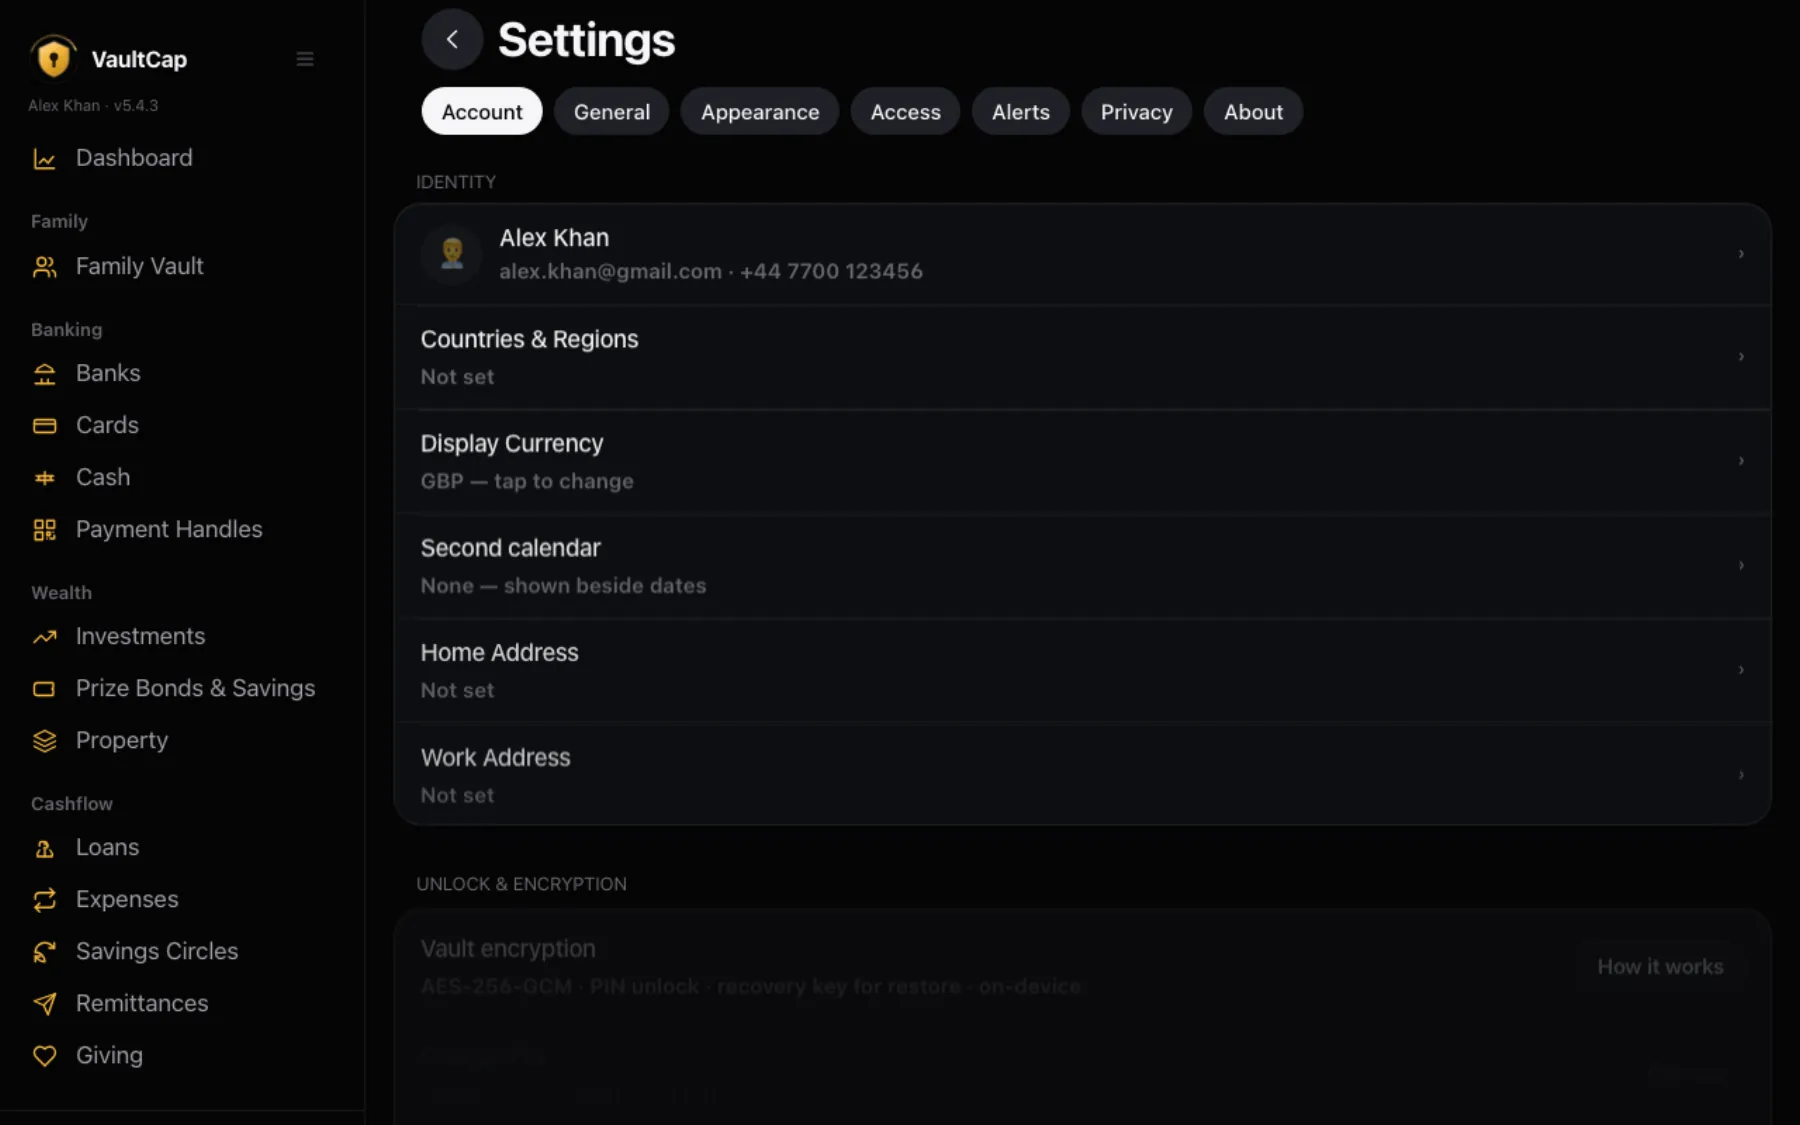 VaultCap
Alex Khan · v5.4.3
Dashboard
Family
Family Vault
Banking
Banks
Cards
Cash
Payment Handles
Wealth
Investments
Prize Bonds & Savings
Property
Cashflow
Loans
Expenses
Savings Circles
Remittances
Giving
Settings
Account
General
Appearance
Access
Alerts
Privacy
About
IDENTITY
Alex Khan
alex.khan@gmail.com · +44 7700 123456
Countries & Regions
Not set
Display Currency
GBP — tap to change
Second calendar
None — shown beside dates
Home Address
Not set
Work Address
Not set
UNLOCK & ENCRYPTION
Vault encryption
AES-256-GCM · PIN unlock · recovery key for restore · on-device
How it works